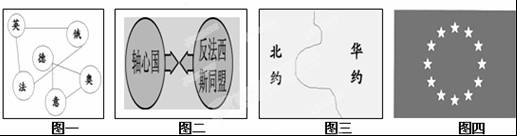 英
俄
德
法
奥
意
图一
轴心国
反法西
斯同盟
图二
北
约
华
约
图三
图四